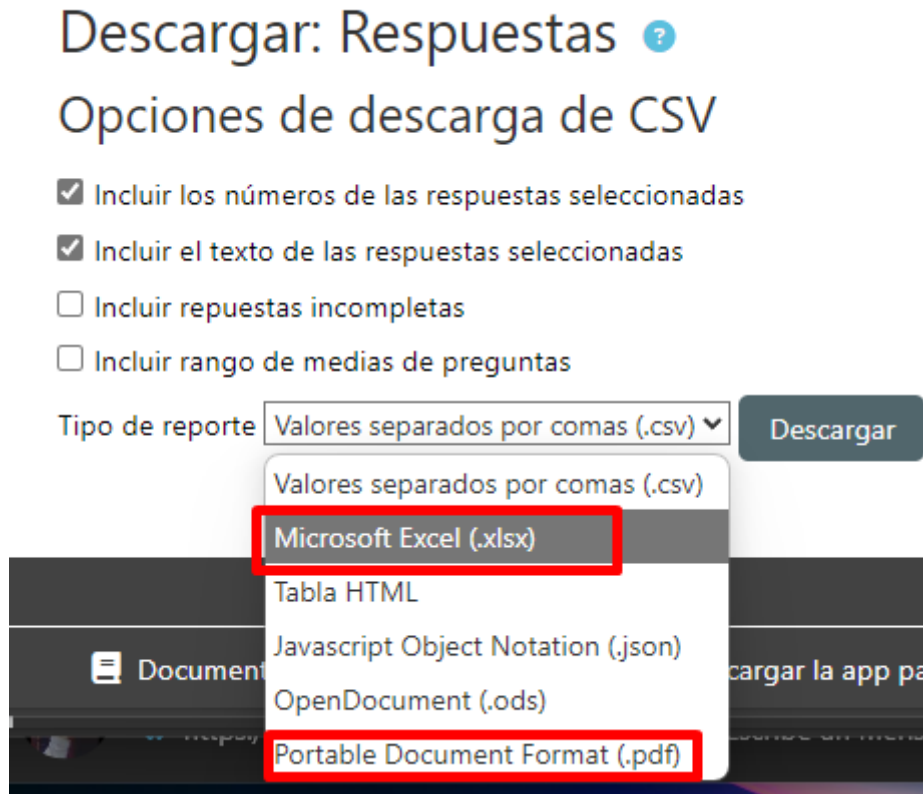 Descargar: Respuestas ?
Opciones de descarga de CSV
Incluir los números de las respuestas seleccionadas
Incluir el texto de las respuestas seleccionadas
Incluir repuestas incompletas
Incluir rango de medias de preguntas
Tipo de reporte Valores separados por comas (.csv) Descargar
Valores separados por comas (.csv)
Microsoft Excel (.xlsx)
Tabla HTML
Javascript Object Notation (.json)
Document cargar la app pa
OpenDocument (.ods)
Portable Document Format (.pdf)